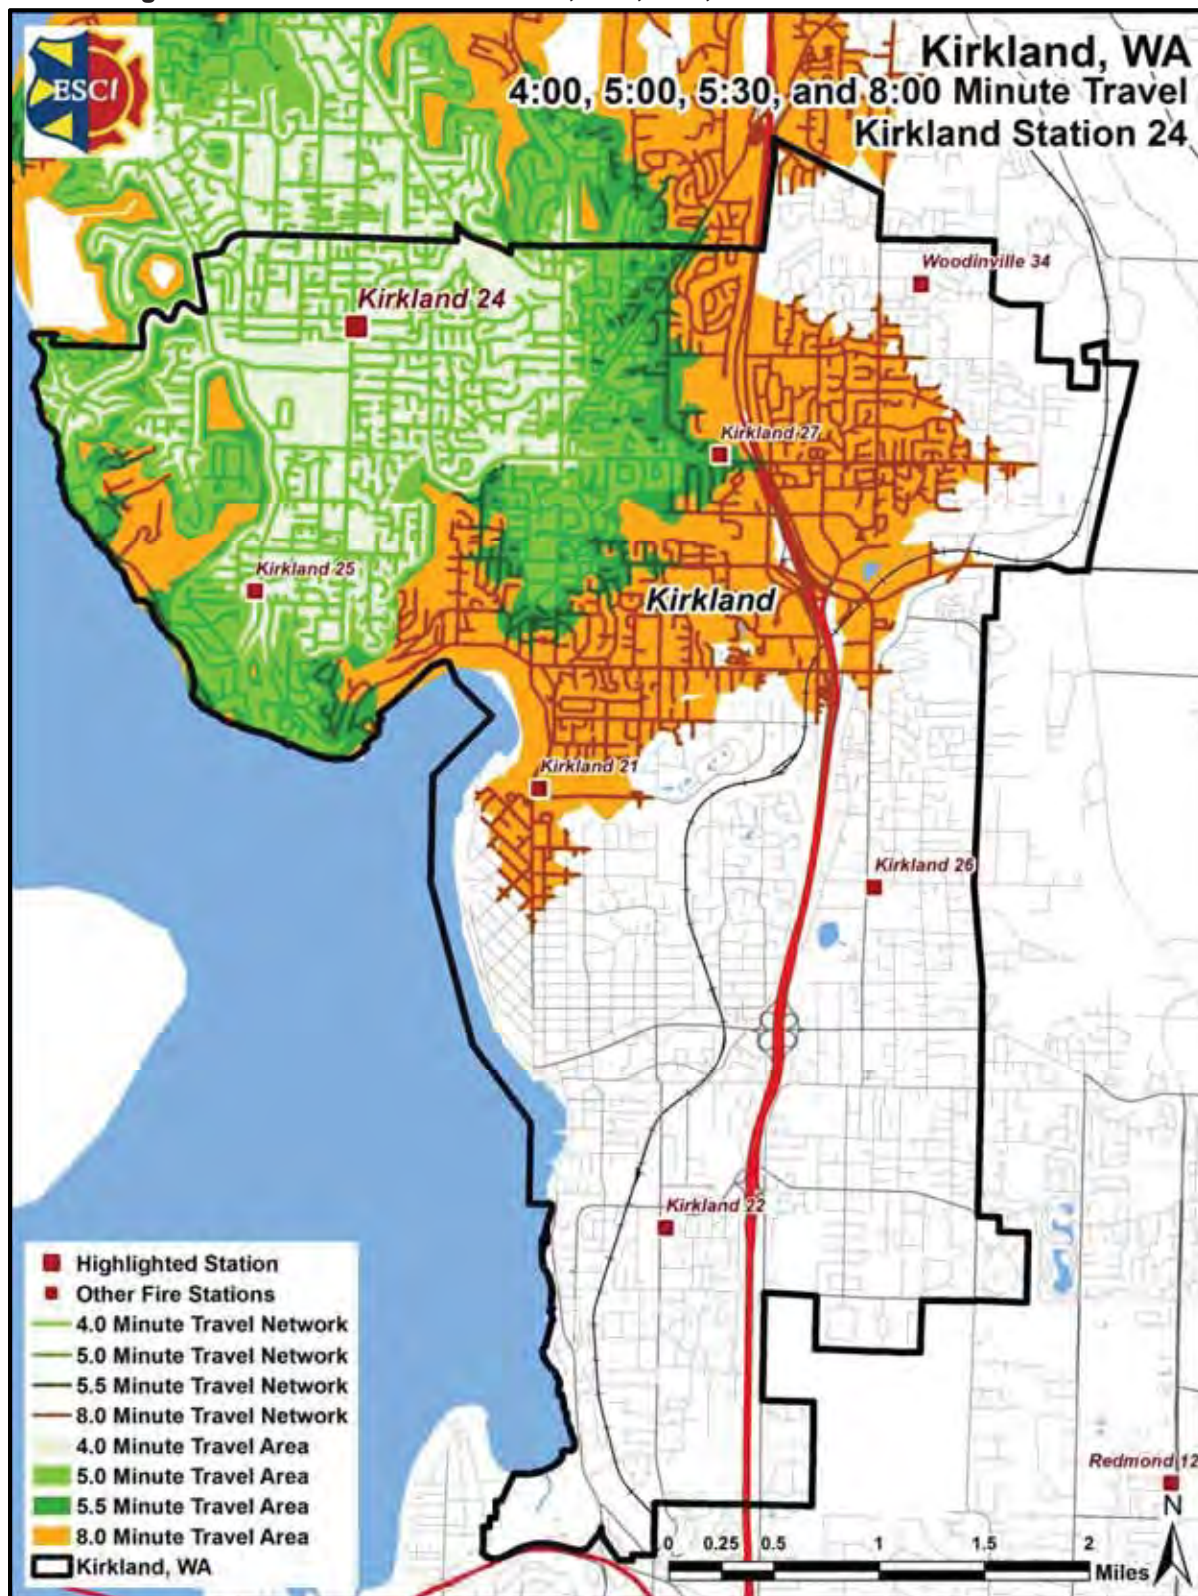 ESCI
Kirkland, WA
4:00, 5:00, 5:30, and 8:00 Minute Travel
Kirkland Station 24
Woodinville 34
Kirkland 24
Kirkland 27
Kirkland 25
Kirkland
Kirkland 21
Kirkland 26
Kirkland 22
Redmond 12
Highlighted Station
Other Fire Stations
4.0 Minute Travel Network
5.0 Minute Travel Network
5.5 Minute Travel Network
8.0 Minute Travel Network
4.0 Minute Travel Area
5.0 Minute Travel Area
5.5 Minute Travel Area
8.0 Minute Travel Area
Kirkland, WA
N
0 0.25 0.5 1 1.5 2
Miles